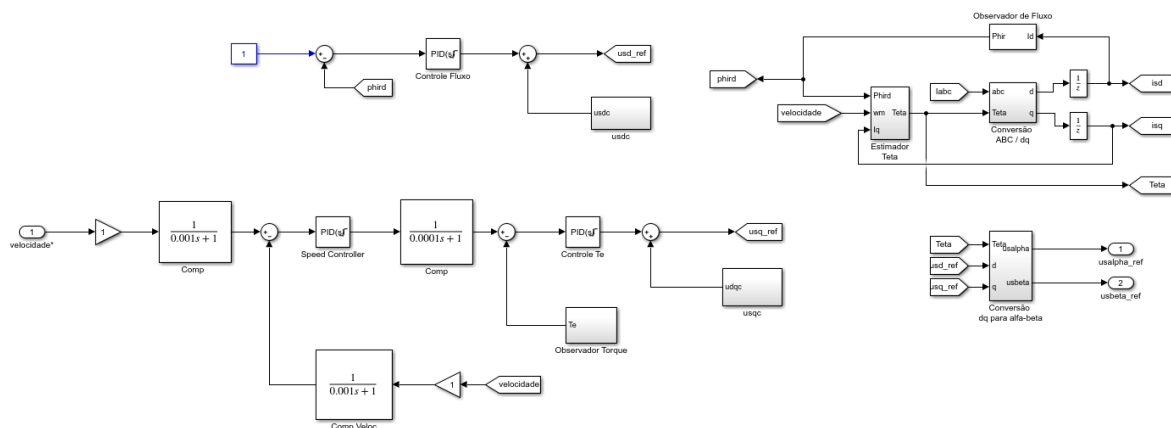 Observador de Fluxo
Phir Id
1
+
−
PID(s)
Controle Fluxo
+
+
usd_ref
phird
usdc
usdc
phird
velocidade
Phird
wm Teta
Iq
Estimador
Teta
Iabc
abc d
Teta q
Conversão
ABC / dq
1
z
1
z
isd
isq
Teta
1
velocidade*
1
1
0.001s + 1
Comp
+
−
PID(s)
Speed Controller
1
0.0001s + 1
Comp
+
−
PID(s)
Controle Te
+
+
usq_ref
udqc
usqc
Te
Observador Torque
1
0.001s + 1
Comp Veloc
1
velocidade
Teta
usd_ref
usq_ref
Teta
usalpha
d
usbeta
q
Conversão
dq para alfa-beta
1
usalpha_ref
2
usbeta_ref